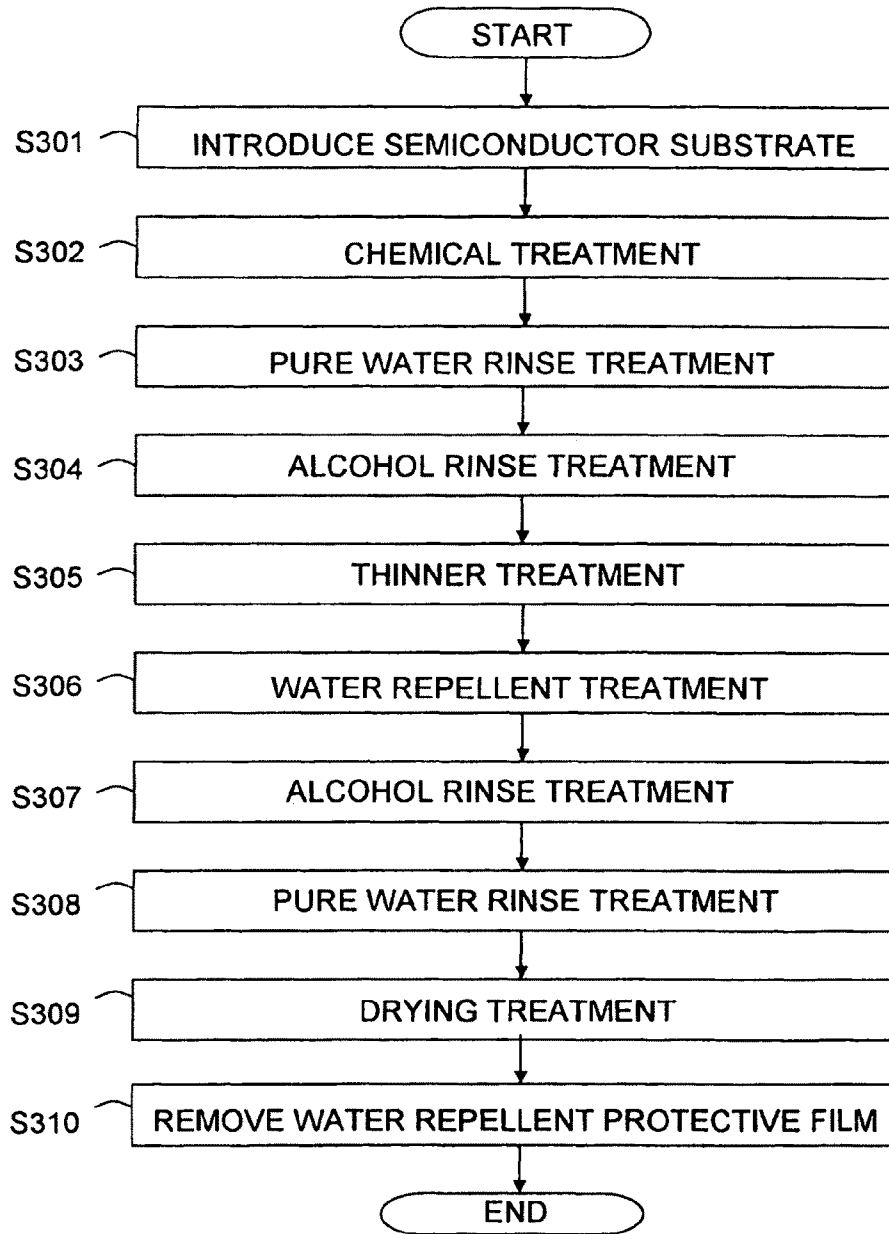 START
S301 INTRODUCE SEMICONDUCTOR SUBSTRATE
S302 CHEMICAL TREATMENT
S303 PURE WATER RINSE TREATMENT
S304 ALCOHOL RINSE TREATMENT
S305 THINNER TREATMENT
S306 WATER REPELLENT TREATMENT
S307 ALCOHOL RINSE TREATMENT
S308 PURE WATER RINSE TREATMENT
S309 DRYING TREATMENT
S310 REMOVE WATER REPELLENT PROTECTIVE FILM
END